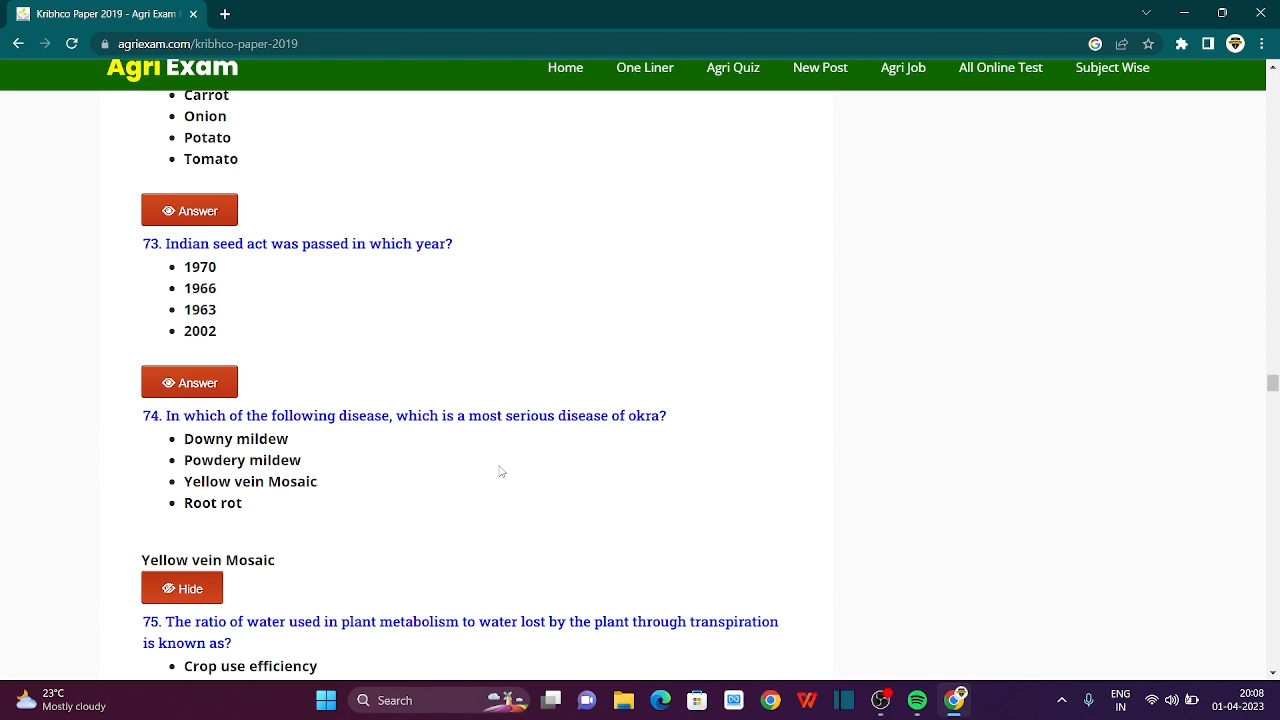 Kribhco Paper 2019 - Agri Exam
agriexam.com/kribhco-paper-2019
Agri Exam
Home
One Liner
Agri Quiz
New Post
Agri Job
All Online Test
Subject Wise
Carrot
Onion
Potato
Tomato
Answer
73. Indian seed act was passed in which year?
1970
1966
1963
2002
Answer
74. In which of the following disease, which is a most serious disease of okra?
Downy mildew
Powdery mildew
Yellow vein Mosaic
Root rot
Yellow vein Mosaic
Hide
75. The ratio of water used in plant metabolism to water lost by the plant through transpiration
is known as?
Crop use efficiency
23°C
Mostly cloudy
Search
ENG
IN
20:08
01-04-2023